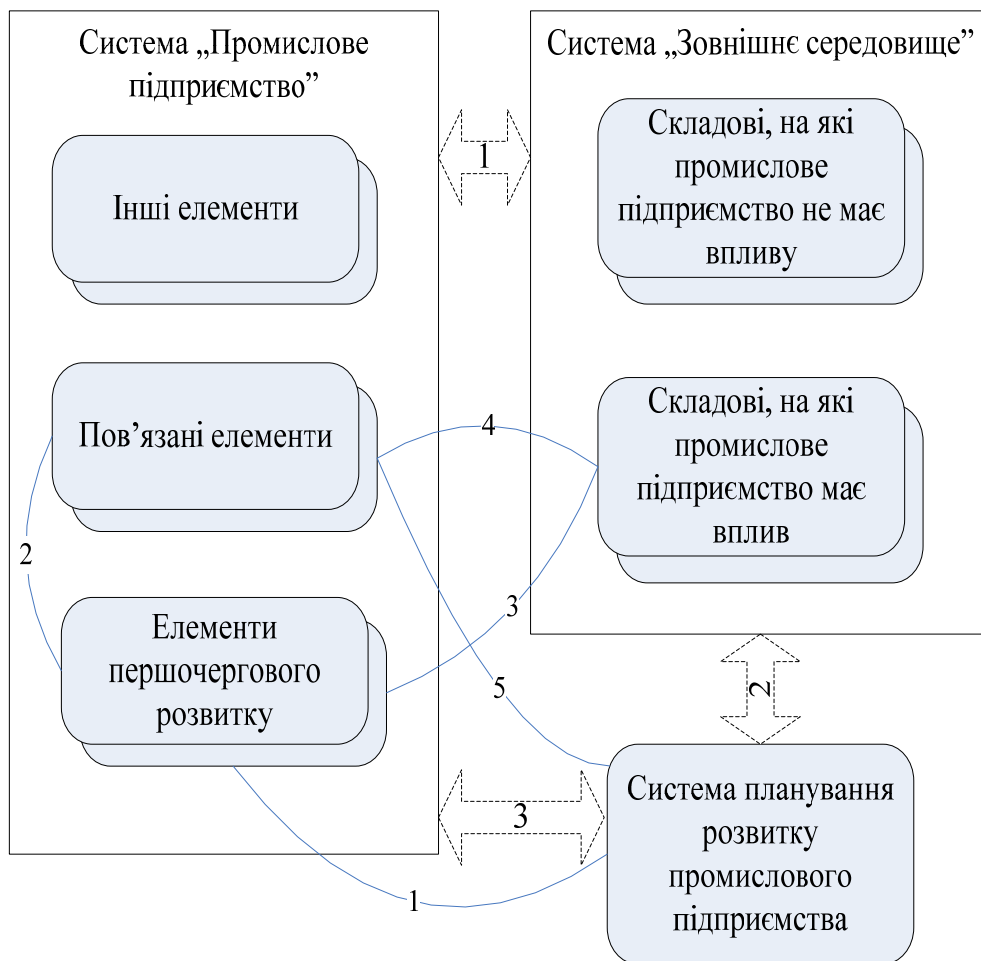 Система „Промислове
підприємство”
Інші елементи
Пов’язані елементи
Елементи
першочергового
розвитку
Система „Зовнішнє середовище”
Складові, на які
промислове
підприємство не має
впливу
Складові, на які
промислове
підприємство має
вплив
Система планування
розвитку
промислового
підприємства
1
2
3
4
2
3
5
1